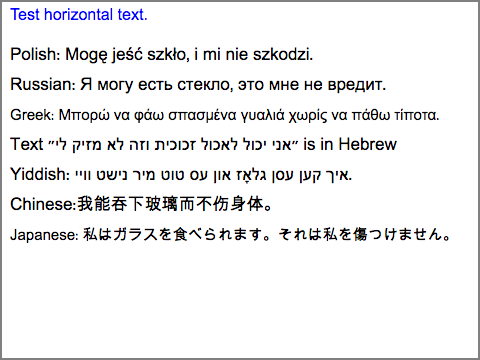 Test horizontal text.
Polish: Mogę jeść szkło, i mi nie szkodzi.
Russian: Я могу есть стекло, это мне не вредит.
Greek: Μπορώ να φάω σπασμένα γυαλιά χωρίς να πάθω τίποτα.
Text ״אני יכול לאכול זכוכית וזה לא מזיק לי״ is in Hebrew
Yiddish: איך קען עסן גלאָז און עס טוט מיר נישט וויי.
Chinese:我能吞下玻璃而不伤身体。
Japanese: 私はガラスを食べられます。それは私を傷つけません。